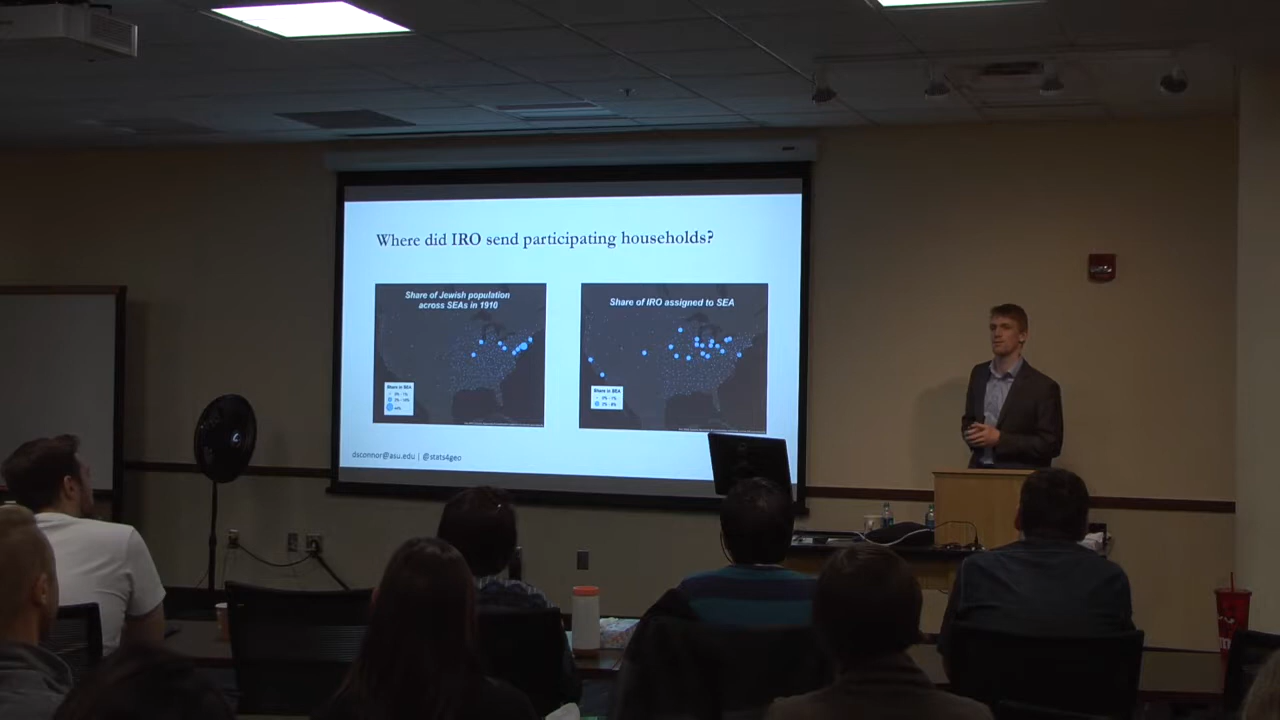 Where did IRO send participating households?
Share of Jewish population
across SEAs in 1910
Share in SEA
Share of IRO assigned to SEA
Share in SEA
dsconnor@asu.edu | @stats4geo